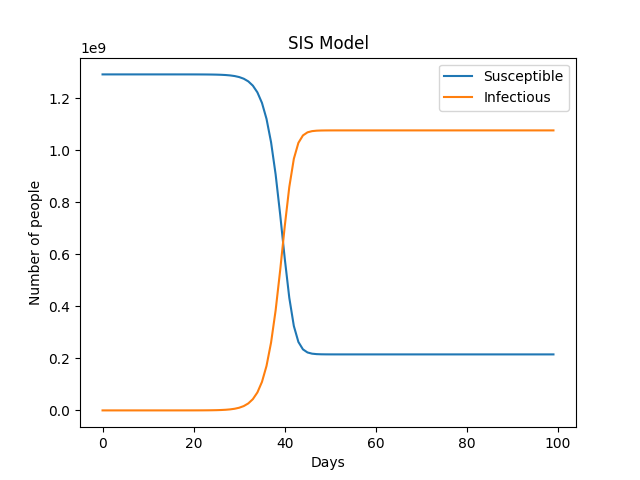 SIS Model
1e9
Susceptible
Infectious
1.2
1.0
0.8
0.6
0.4
0.2
0.0
Number of people
0 20 40 60 80 100
Days